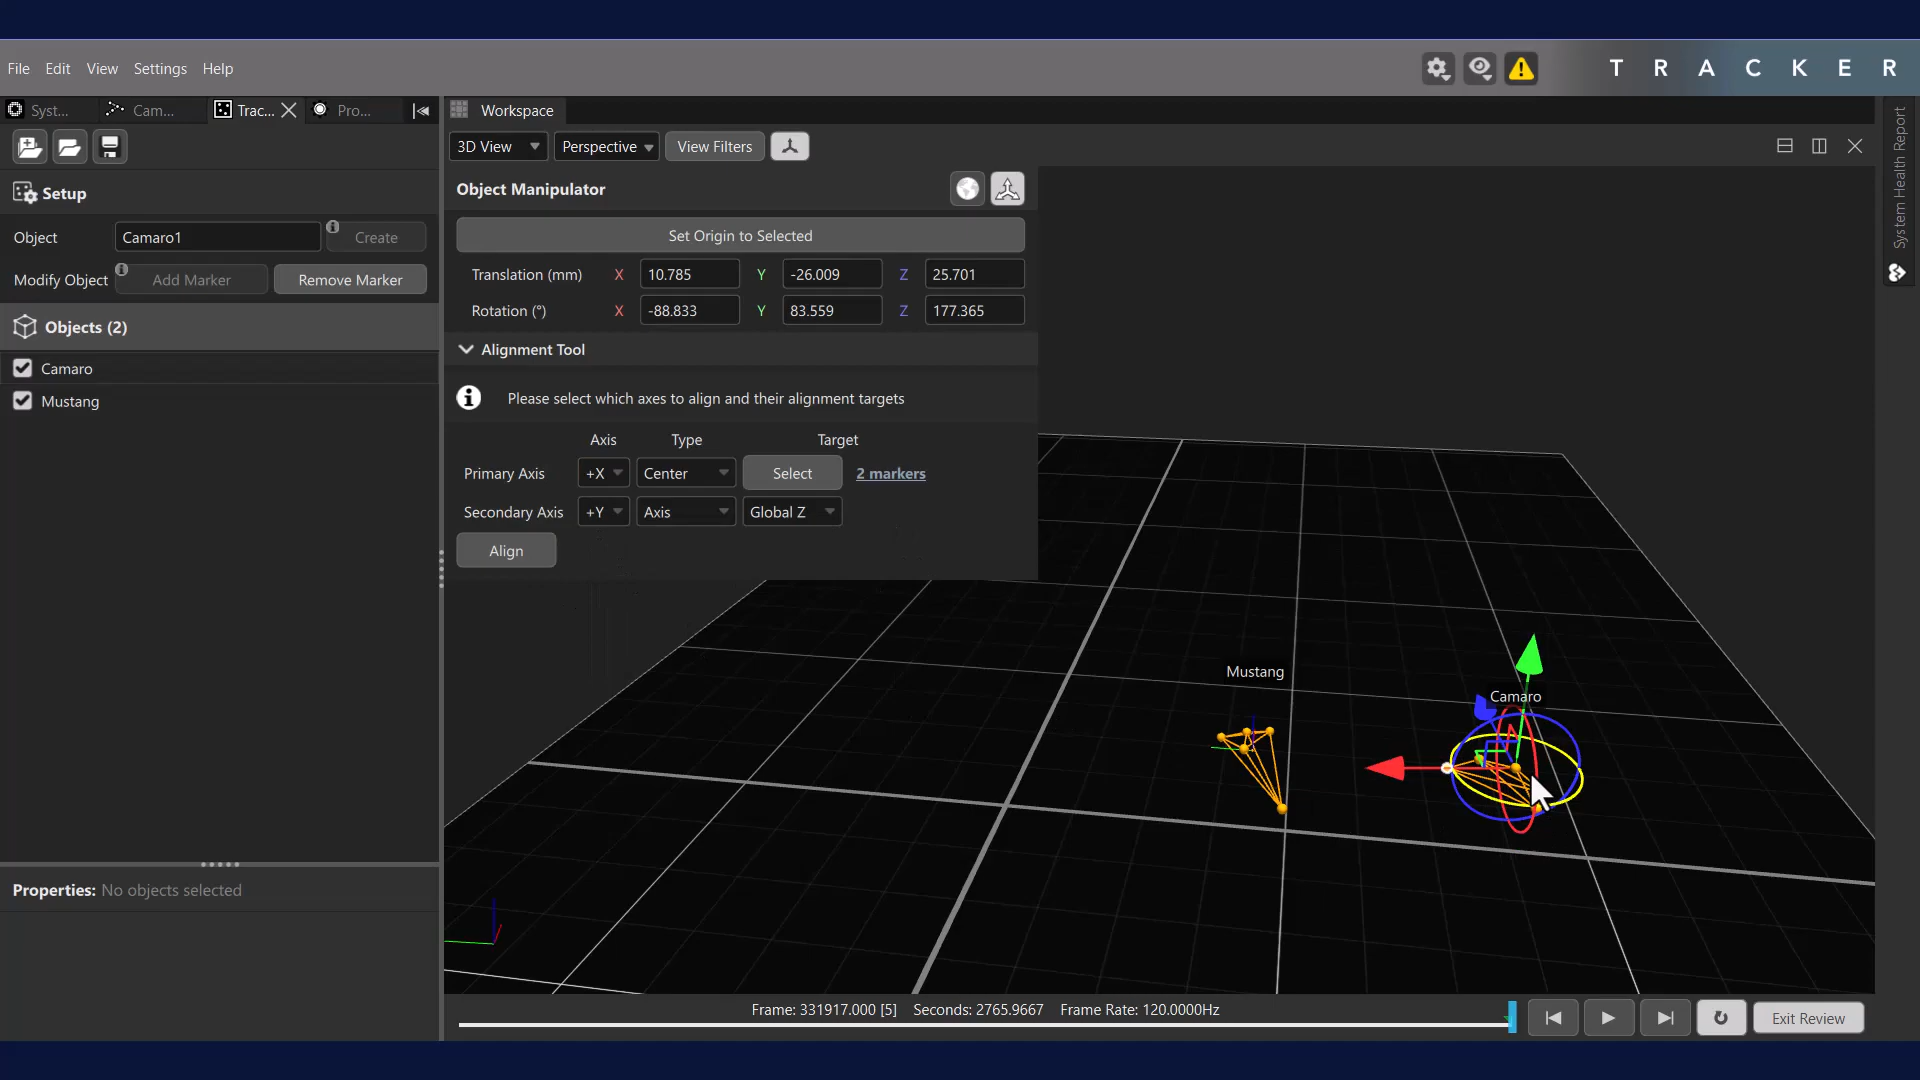 File Edit View Settings Help
T R A C K E R
Syst... Cam... Trac... Pro...
Workspace
System Health Report
3D View Perspective View Filters
Object Manipulator
Setup
Set Origin to Selected
Object Camaro1 Create
Translation (mm) X 10.785 Y -26.009 Z 25.701
Modify Object Add Marker Remove Marker
Rotation (°) X -88.833 Y 83.559 Z 177.365
Objects (2)
Alignment Tool
Camaro
Mustang
Please select which axes to align and their alignment targets
Axis Type Target
Primary Axis +X Center Select 2 markers
Secondary Axis +Y Axis Global Z
Align
Mustang
Camaro
Properties: No objects selected
Frame: 331917.000 [5] Seconds: 2765.9667 Frame Rate: 120.0000Hz
Exit Review